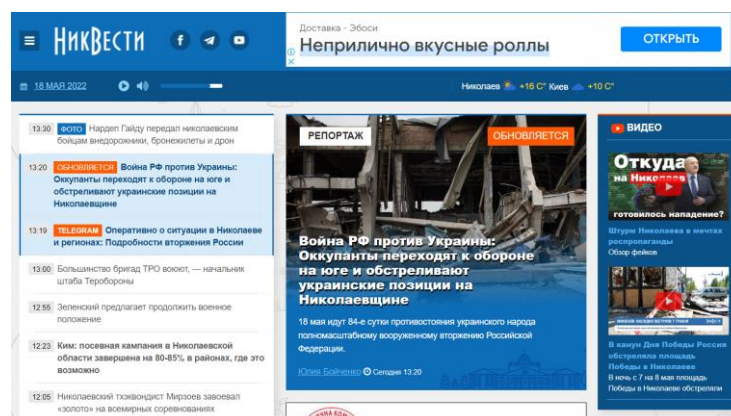 НикВести
Доставка - Эбоси
Неприлично вкусные роллы
ОТКРЫТЬ
18 МАЯ 2022
Николаев +16 C° Киев +10 C°
13:30 ФОТО Нардеп Гайду передал николаевским
бойцам внедорожники, бронежилеты и дрон
13:20 ОБНОВЛЯЕТСЯ Война РФ против Украины:
Оккупанты переходят к обороне на юге и
обстреливают украинские позиции на
Николаевщине
13:19 TELEGRAM Оперативно о ситуации в Николаеве
и регионах: Подробности вторжения России
13:00 Большинство бригад ТРО воюют, — начальник
штаба Теробороны
12:55 Зеленский предлагает продолжить военное
положение
12:23 Ким: посевная кампания в Николаевской
области завершена на 80-85% в районах, где это
возможно
12:05 Николаевский тхэквондист Мирзоев завоевал
«золото» на всемирных соревнованиях
РЕПОРТАЖ
ОБНОВЛЯЕТСЯ
Война РФ против Украины:
Оккупанты переходят к обороне
на юге и обстреливают
украинские позиции на
Николаевщине
18 мая идут 84-е сутки противостояния украинского народа
полномасштабному вооруженному вторжению Российской
Федерации.
Юлия Бойченко Сегодня 13:20
ВИДЕО
Откуда
на Николаев
готовилось нападение?
Штурм Николаева в мечтах
роспропаганды
Обзор фейков
В канун Дня Победы Россия
обстреляла площадь
Победы в Николаеве
В ночь с 7 на 8 мая площадь
Победы в Николаеве обстреляли